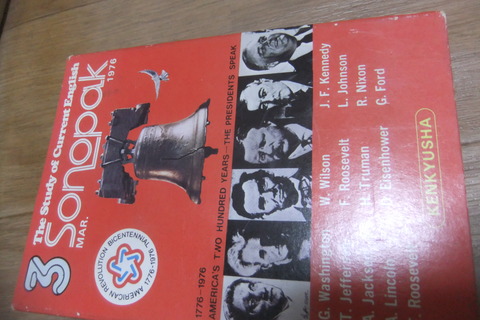 3
The Study of Current English
Sonopak
MAR. 1976
AMERICAN REVOLUTION BICENTENNIAL 1776-1976
1776–1976
AMERICA'S TWO HUNDRED YEARS—THE PRESIDENTS SPEAK
G. Washington W. Wilson J. F. Kennedy
T. Jefferson F. Roosevelt L. Johnson
A. Jackson H. Truman R. Nixon
A. Lincoln Eisenhower G. Ford
Roosevelt
KENKYUSHA